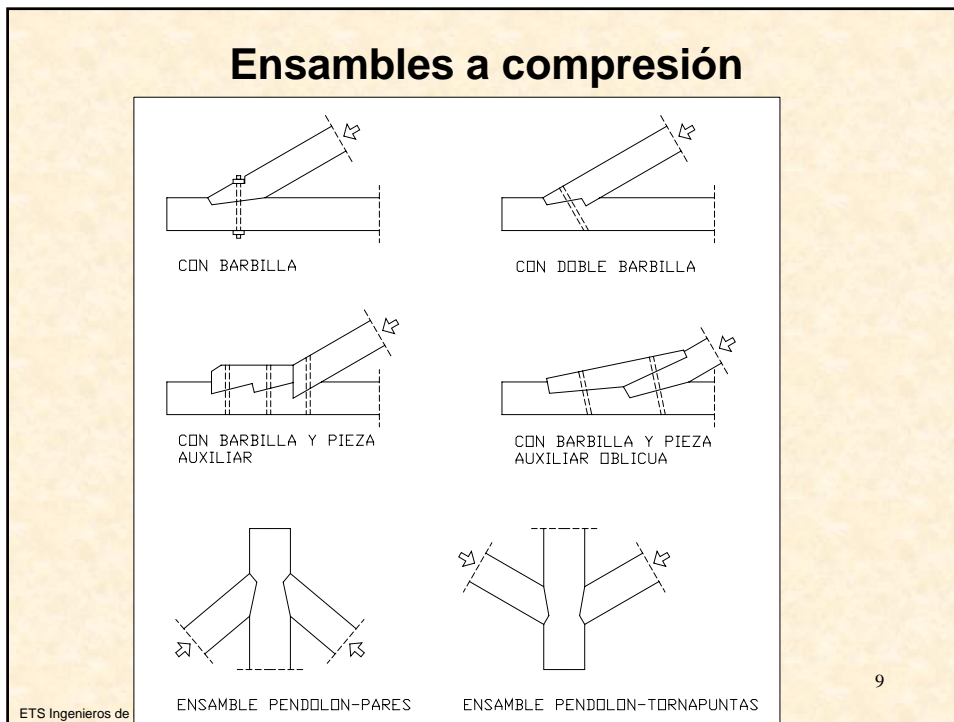 Ensambles a compresión
CON BARBILLA
CON DOBLE BARBILLA
CON BARBILLA Y PIEZA
AUXILIAR
CON BARBILLA Y PIEZA
AUXILIAR OBLICUA
ENSAMBLE PENDOLON-PARES
ENSAMBLE PENDOLON-TORNAPUNTAS
9
ETS Ingenieros de